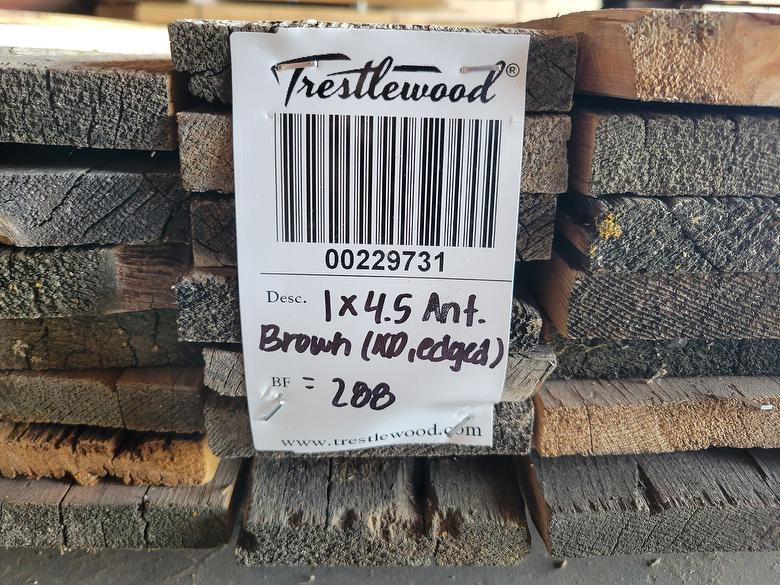 Trestlewood®
00229731
Desc. 1x4.5 Ant.
Brown (KD, edged)
BF = 288
www.trestlewood.com